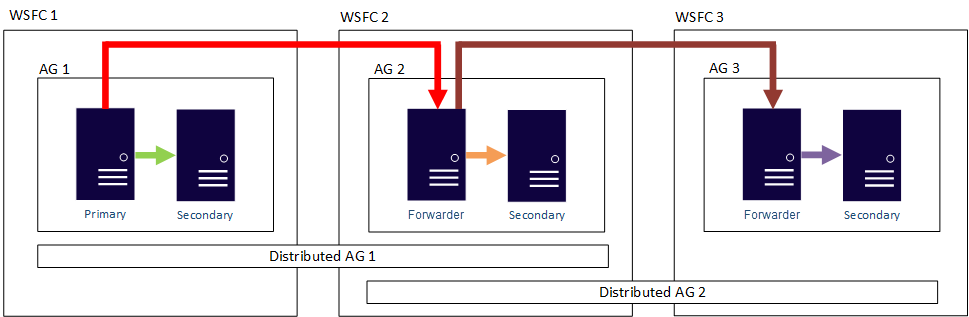 WSFC 1
WSFC 2
WSFC 3
AG 1
AG 2
AG 3
Primary
Secondary
Forwarder
Secondary
Forwarder
Secondary
Distributed AG 1
Distributed AG 2